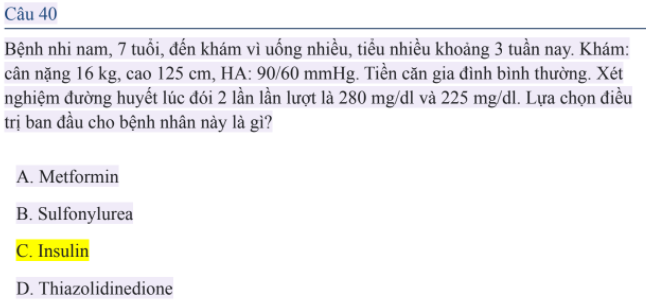 Câu 40
Bệnh nhi nam, 7 tuổi, đến khám vì uống nhiều, tiểu nhiều khoảng 3 tuần nay. Khám:
cân nặng 16 kg, cao 125 cm, HA: 90/60 mmHg. Tiền căn gia đình bình thường. Xét
nghiệm đường huyết lúc đói 2 lần lần lượt là 280 mg/dl và 225 mg/dl. Lựa chọn điều
trị ban đầu cho bệnh nhân này là gì?
A. Metformin
B. Sulfonylurea
C. Insulin
D. Thiazolidinedione